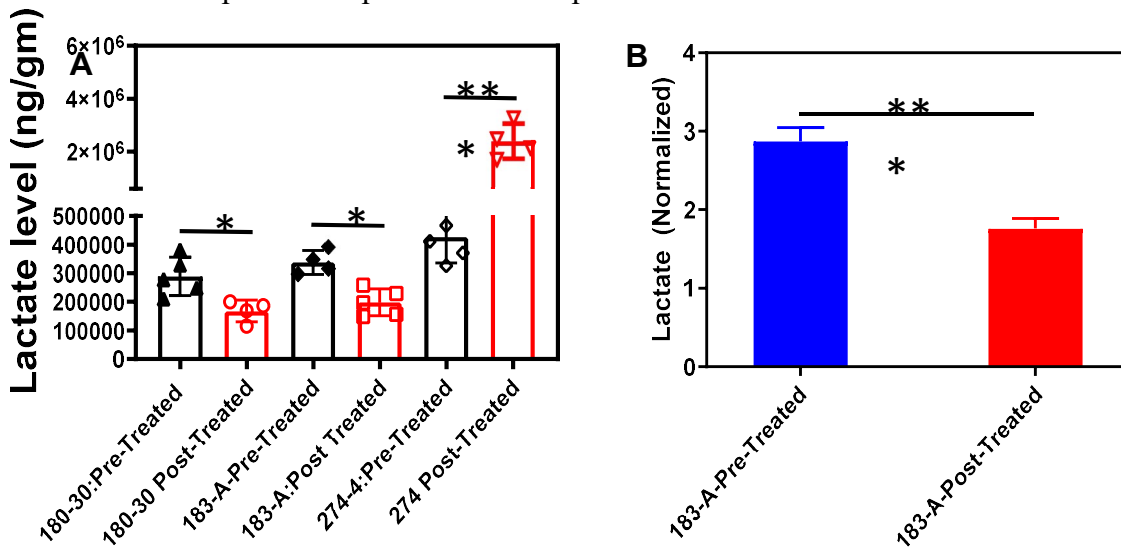 A
Lactate level (ng/gm)
6×10⁶
4×10⁶
2×10⁶
500000
400000
300000
200000
100000
0
**
*
*
*
180-30:Pre-Treated
180-30 Post-Treated
183-A-Pre-Treated
183-A:Post Treated
274-4:Pre-Treated
274 Post-Treated
B
Lactate (Normalized)
4
3
2
1
0
**
*
183-A-Pre-Treated
183-A-Post-Treated